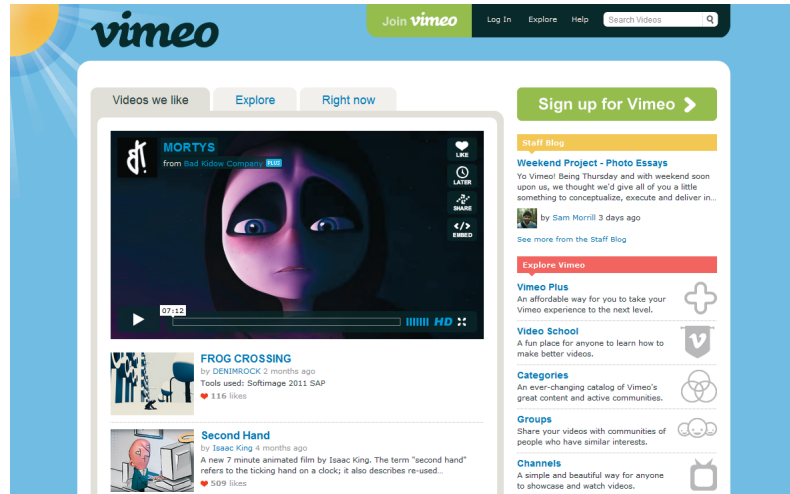 vimeo
Join vimeo
Log In Explore Help Search Videos
Videos we like Explore Right now
MORTYS
from Bad Kidow Company PLUS
LIKE
LATER
SHARE
EMBED
07:12
HD
FROG CROSSING
by DENIMROCK 2 months ago
Tools used: Softimage 2011 SAP
116 likes
Second Hand
by Isaac King 4 months ago
A new 7 minute animated film by Isaac King. The term "second hand"
refers to the ticking hand on a clock; it also describes re-used...
509 likes
Sign up for Vimeo
Staff Blog
Weekend Project - Photo Essays
Yo Vimeo! Being Thursday and with weekend soon
upon us, we thought we'd give all of you a little
something to conceptualize, execute and deliver in...
by Sam Morrill 3 days ago
See more from the Staff Blog
Explore Vimeo
Vimeo Plus
An affordable way for you to take your
Vimeo experience to the next level.
Video School
A fun place for anyone to learn how to
make better videos.
Categories
An ever-changing catalog of Vimeo's
great content and active communities.
Groups
Share your videos with communities of
people who have similar interests.
Channels
A simple and beautiful way for anyone
to showcase and watch videos.